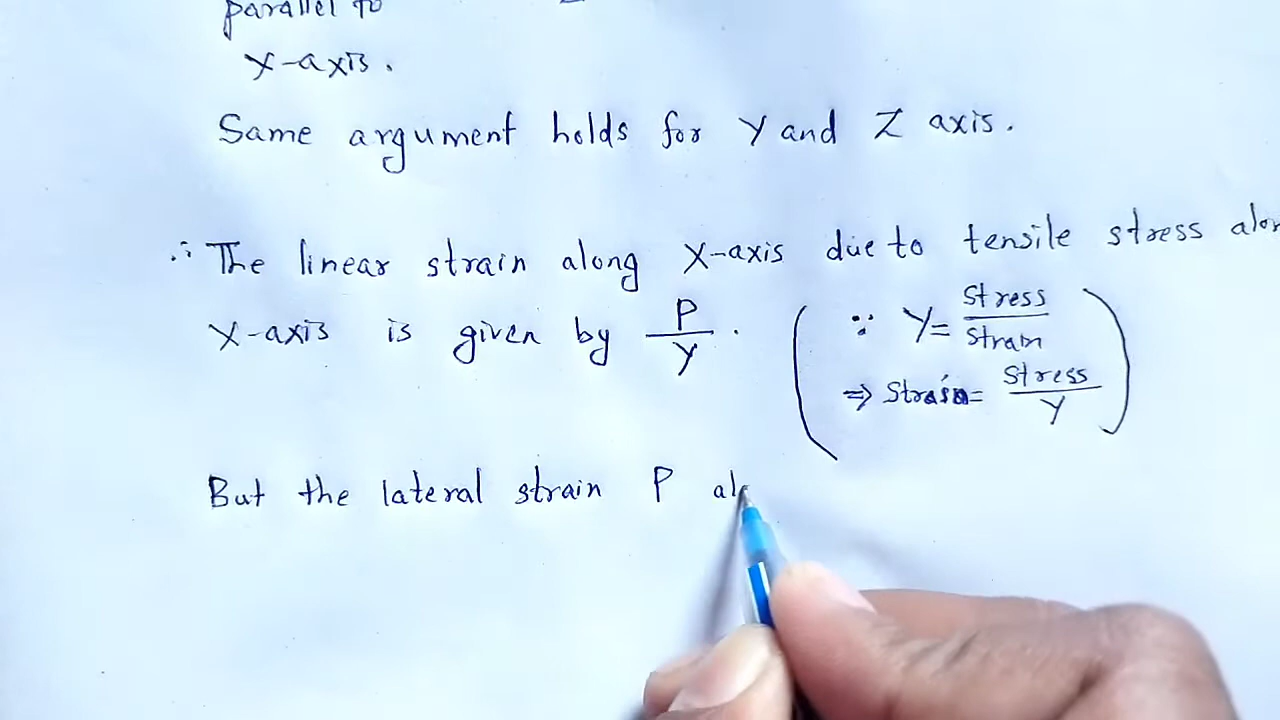 parallel to
X-axis.
Same argument holds for Y and Z axis.
∴ The linear strain along X-axis due to tensile stress alon
X-axis is given by P/Y. (∵ Y = Stress/Strain
⇒ Strain = Stress/Y)
But the lateral strain P alo